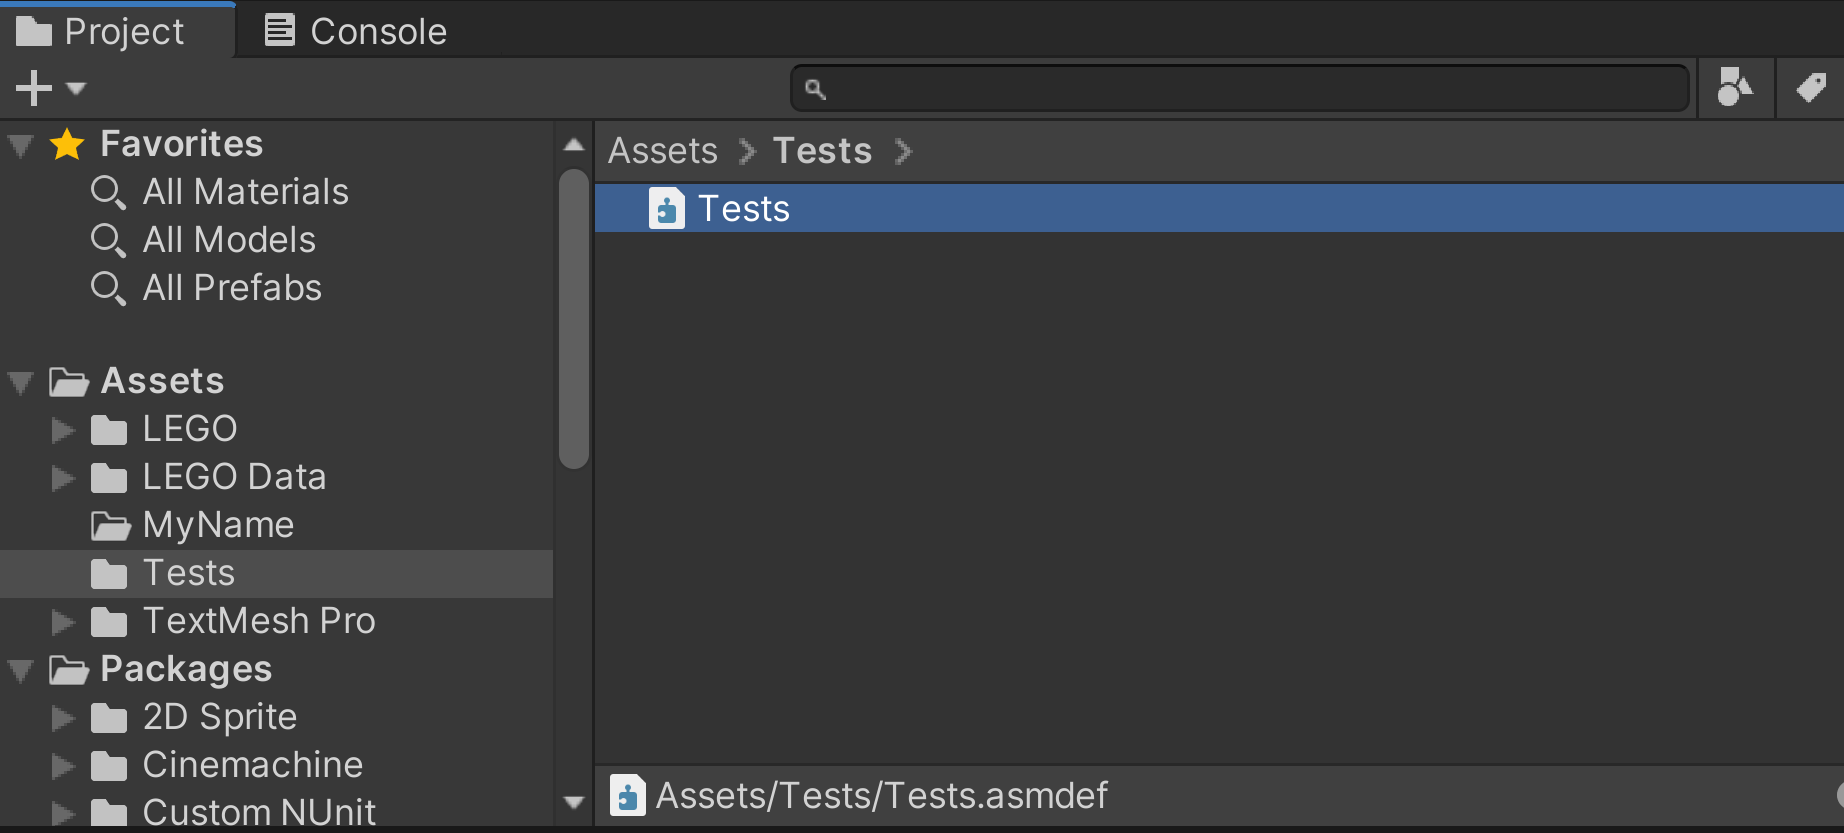 Project
Console
Favorites
All Materials
All Models
All Prefabs
Assets
LEGO
LEGO Data
MyName
Tests
TextMesh Pro
Packages
2D Sprite
Cinemachine
Custom NUnit
Assets > Tests >
Tests
Assets/Tests/Tests.asmdef